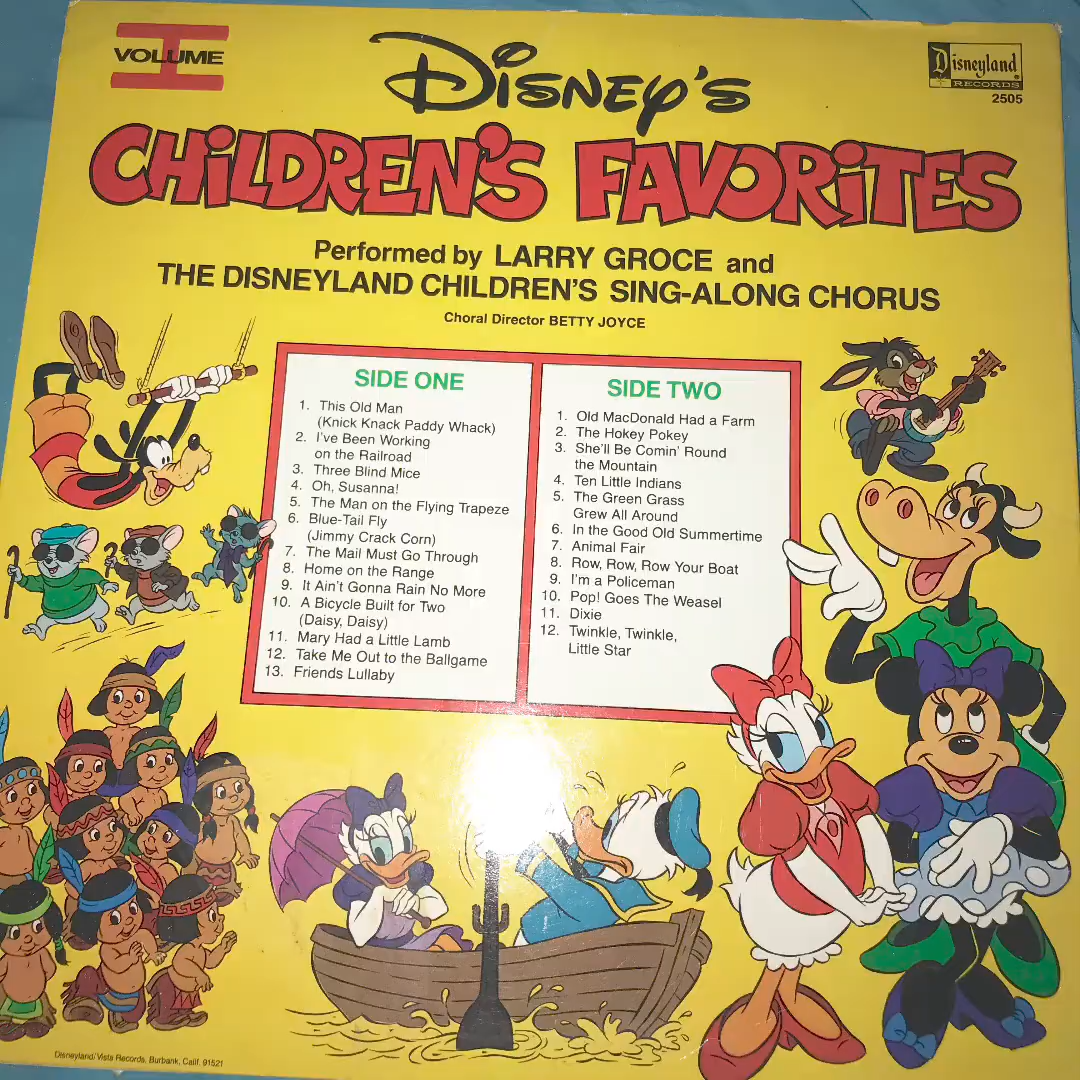 VOLUME
I
Disney's
Disneyland
RECORDS
2505
CHiLDREN'S FAVORiTES
Performed by LARRY GROCE and
THE DISNEYLAND CHILDREN'S SING-ALONG CHORUS
Choral Director BETTY JOYCE
SIDE ONE
1. This Old Man
(Knick Knack Paddy Whack)
2. I've Been Working
on the Railroad
3. Three Blind Mice
4. Oh, Susanna!
5. The Man on the Flying Trapeze
6. Blue-Tail Fly
(Jimmy Crack Corn)
7. The Mail Must Go Through
8. Home on the Range
9. It Ain't Gonna Rain No More
10. A Bicycle Built for Two
(Daisy, Daisy)
11. Mary Had a Little Lamb
12. Take Me Out to the Ballgame
13. Friends Lullaby
SIDE TWO
1. Old MacDonald Had a Farm
2. The Hokey Pokey
3. She'll Be Comin' Round
the Mountain
4. Ten Little Indians
5. The Green Grass
Grew All Around
6. In the Good Old Summertime
7. Animal Fair
8. Row, Row, Row Your Boat
9. I'm a Policeman
10. Pop! Goes The Weasel
11. Dixie
12. Twinkle, Twinkle,
Little Star
Disneyland/Vista Records, Burbank, Calif. 91521